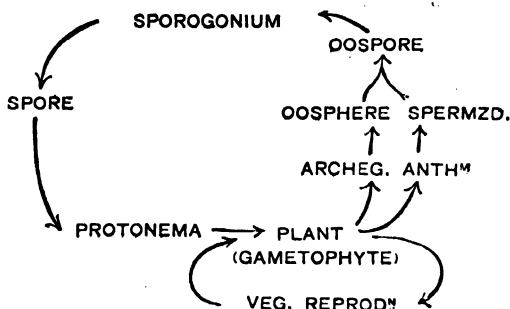 SPOROGONIUM
OOSPORE
SPORE
OOSPHERE SPERMZD.
ARCHEG. ANTHᴹ
PROTONEMA PLANT
(GAMETOPHYTE)
VEG. REPRODᴺ